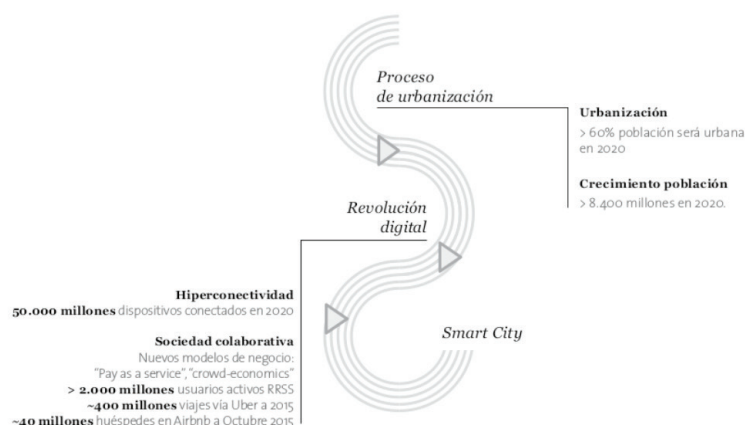 Proceso
de urbanización
Urbanización
> 60% población será urbana
en 2020
Crecimiento población
> 8.400 millones en 2020.
Revolución
digital
Hiperconectividad
50.000 millones dispositivos conectados en 2020
Sociedad colaborativa
Nuevos modelos de negocio:
"Pay as a service", "crowd-economics"
> 2.000 millones usuarios activos RRSS
~400 millones viajes vía Uber a 2015
~40 millones huéspedes en Airbnb a Octubre 2015
Smart City